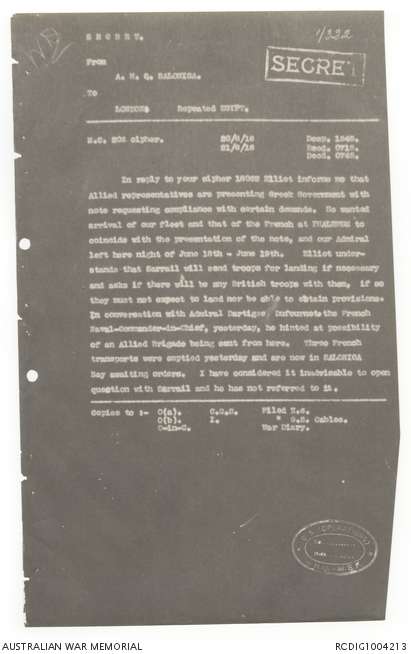 SECRET.
1/332
SECRET
From
A. H. Q. SALONICA.
To
LONDON: Repeated EGYPT.
20/6/16 Desp. 1345.
21/6/16 Recd. 0715.
Decd. 0745.
In reply to your cipher Elliot informs me that
Allied representatives are presenting Greek Government with
note requesting compliance with certain demands. He wanted
arrival of our fleet and that of the French at PHALERUM to
coincide with the presentation of the note, and our Admiral
left here night of June 18th - June 19th. Elliot under-
stands that Sarrail will send troops for landing if necessary
and asks if there will be any British troops with them, if so
they must not expect to land nor be able to obtain provisions.
In conversation with Admiral Dartige the French
Naval-Commander-in-Chief, yesterday, he hinted at possibility
of an Allied Brigade being sent from here. Three French
transports were emptied yesterday and are now in SALONICA
Bay awaiting orders. I have considered it inadvisable to open
question with Sarrail and he has not referred to it.
Copies to :- O(a). C.G.S. Filed
O(b). I. " Cables.
C-in-C. War Diary.
AUSTRALIAN WAR MEMORIAL
RCDIG1004213